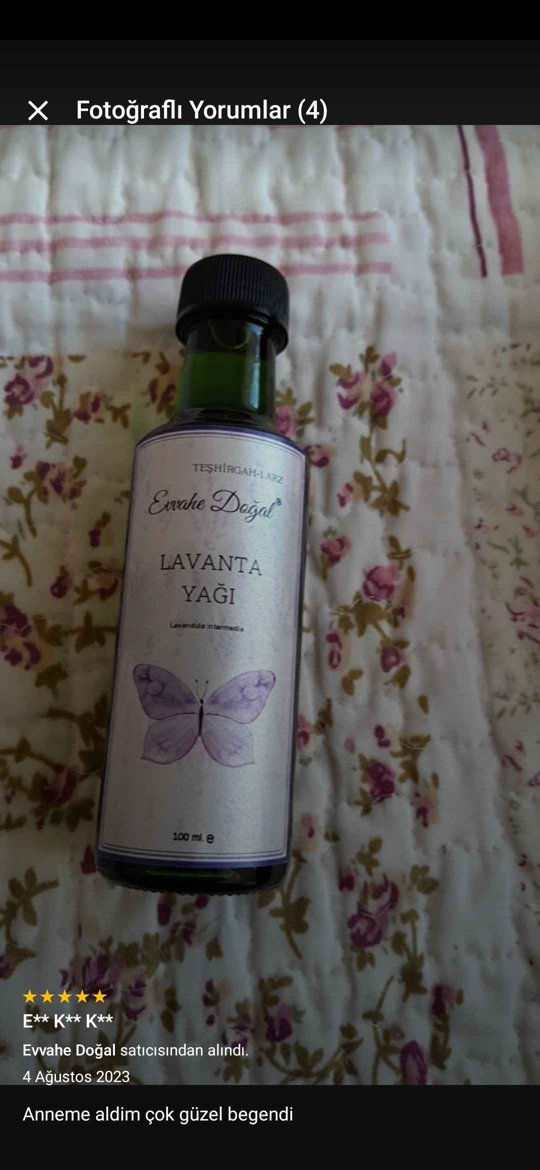 Fotoğraflı Yorumlar (4)
TEŞHİRGAH-I ARZ
Evvahe Doğal®
LAVANTA
YAĞI
Lavandula intermedia
100 ml. e
E** K** K**
Evvahe Doğal satıcısından alındı.
4 Ağustos 2023
Anneme aldim çok güzel begendi